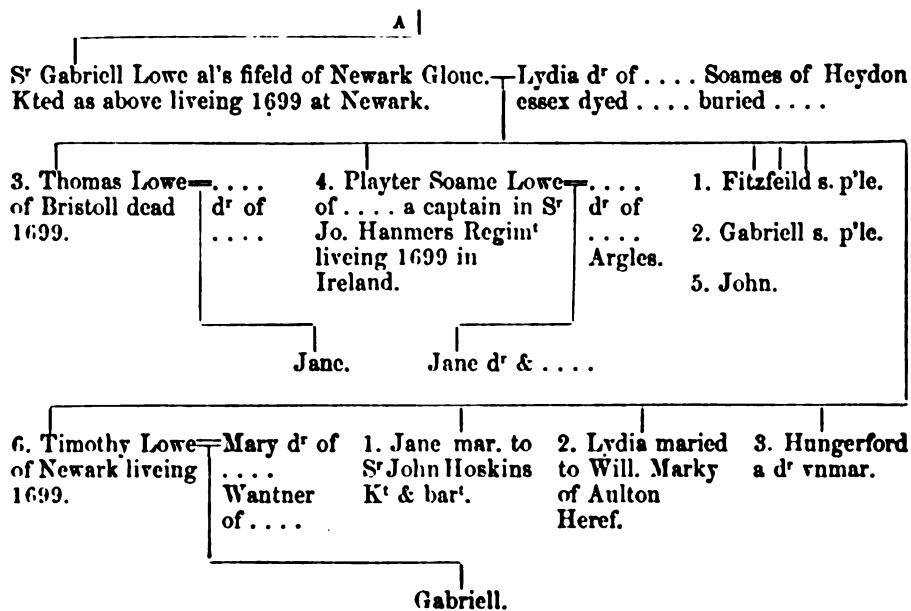 A
Sr Gabriell Lowe al's fifeld of Newark Glouc.
Kted as above liveing 1699 at Newark.
Lydia dr of . . . . Soames of Heydon
essex dyed . . . . buried . . . .
3. Thomas Lowe
of Bristoll dead
1699.
. . . .
dr of
. . . .
4. Playter Soame Lowe
of . . . . a captain in Sr
Jo. Hanmers Regimt
liveing 1699 in
Ireland.
. . . .
dr of
. . . .
Argles.
1. Fitzfeild s. p'le.
2. Gabriell s. p'le.
5. John.
Jane.
Jane dr & . . . .
6. Timothy Lowe
of Newark liveing
1699.
Mary dr of
. . . .
Wantner
of . . . .
1. Jane mar. to
Sr John Hoskins
Kt & bart.
2. Lydia maried
to Will. Marky
of Aulton
Heref.
3. Hungerford
a dr vnmar.
Gabriell.